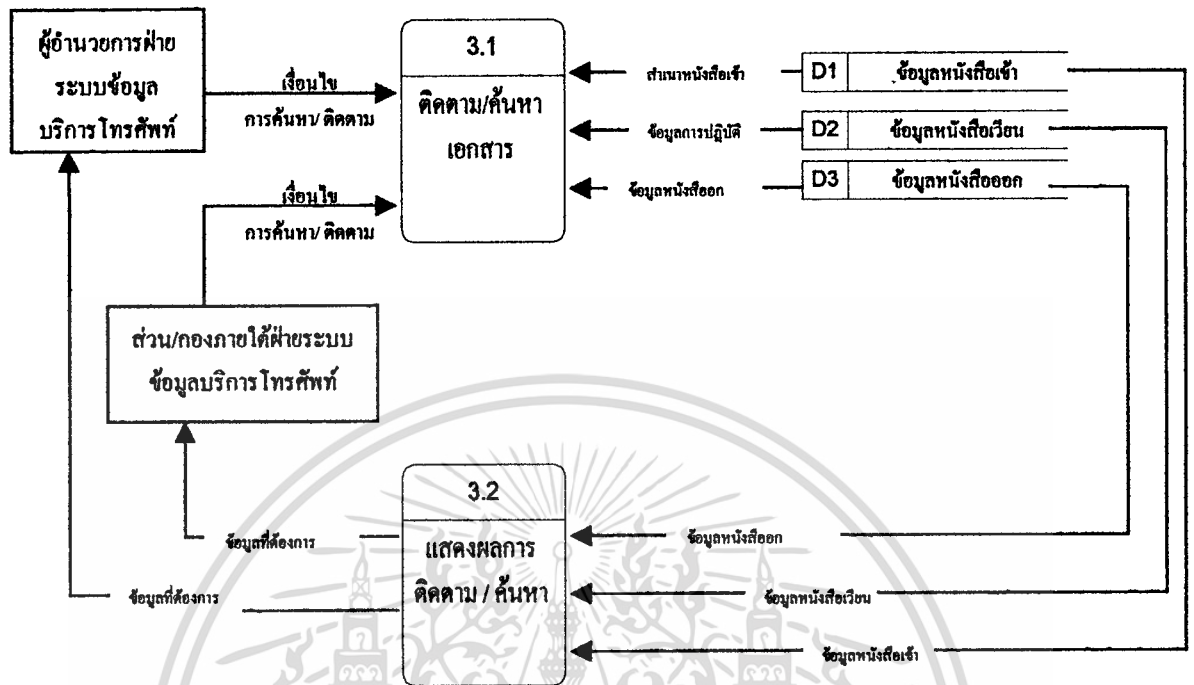 ผู้อำนวยการฝ่าย
ระบบข้อมูล
บริการโทรศัพท์
เงื่อนไข
การค้นหา/ ติดตาม
3.1
ติดตาม/ค้นหา
เอกสาร
สำเนาหนังสือเข้า
D1
ข้อมูลหนังสือเข้า
ข้อมูลการปฏิบัติ
D2
ข้อมูลหนังสือเวียน
ข้อมูลหนังสือออก
D3
ข้อมูลหนังสือออก
เงื่อนไข
การค้นหา/ ติดตาม
ส่วน/กองภายใต้ฝ่ายระบบ
ข้อมูลบริการโทรศัพท์
3.2
แสดงผลการ
ติดตาม / ค้นหา
ข้อมูลที่ต้องการ
ข้อมูลที่ต้องการ
ข้อมูลหนังสือออก
ข้อมูลหนังสือเวียน
ข้อมูลหนังสือเข้า